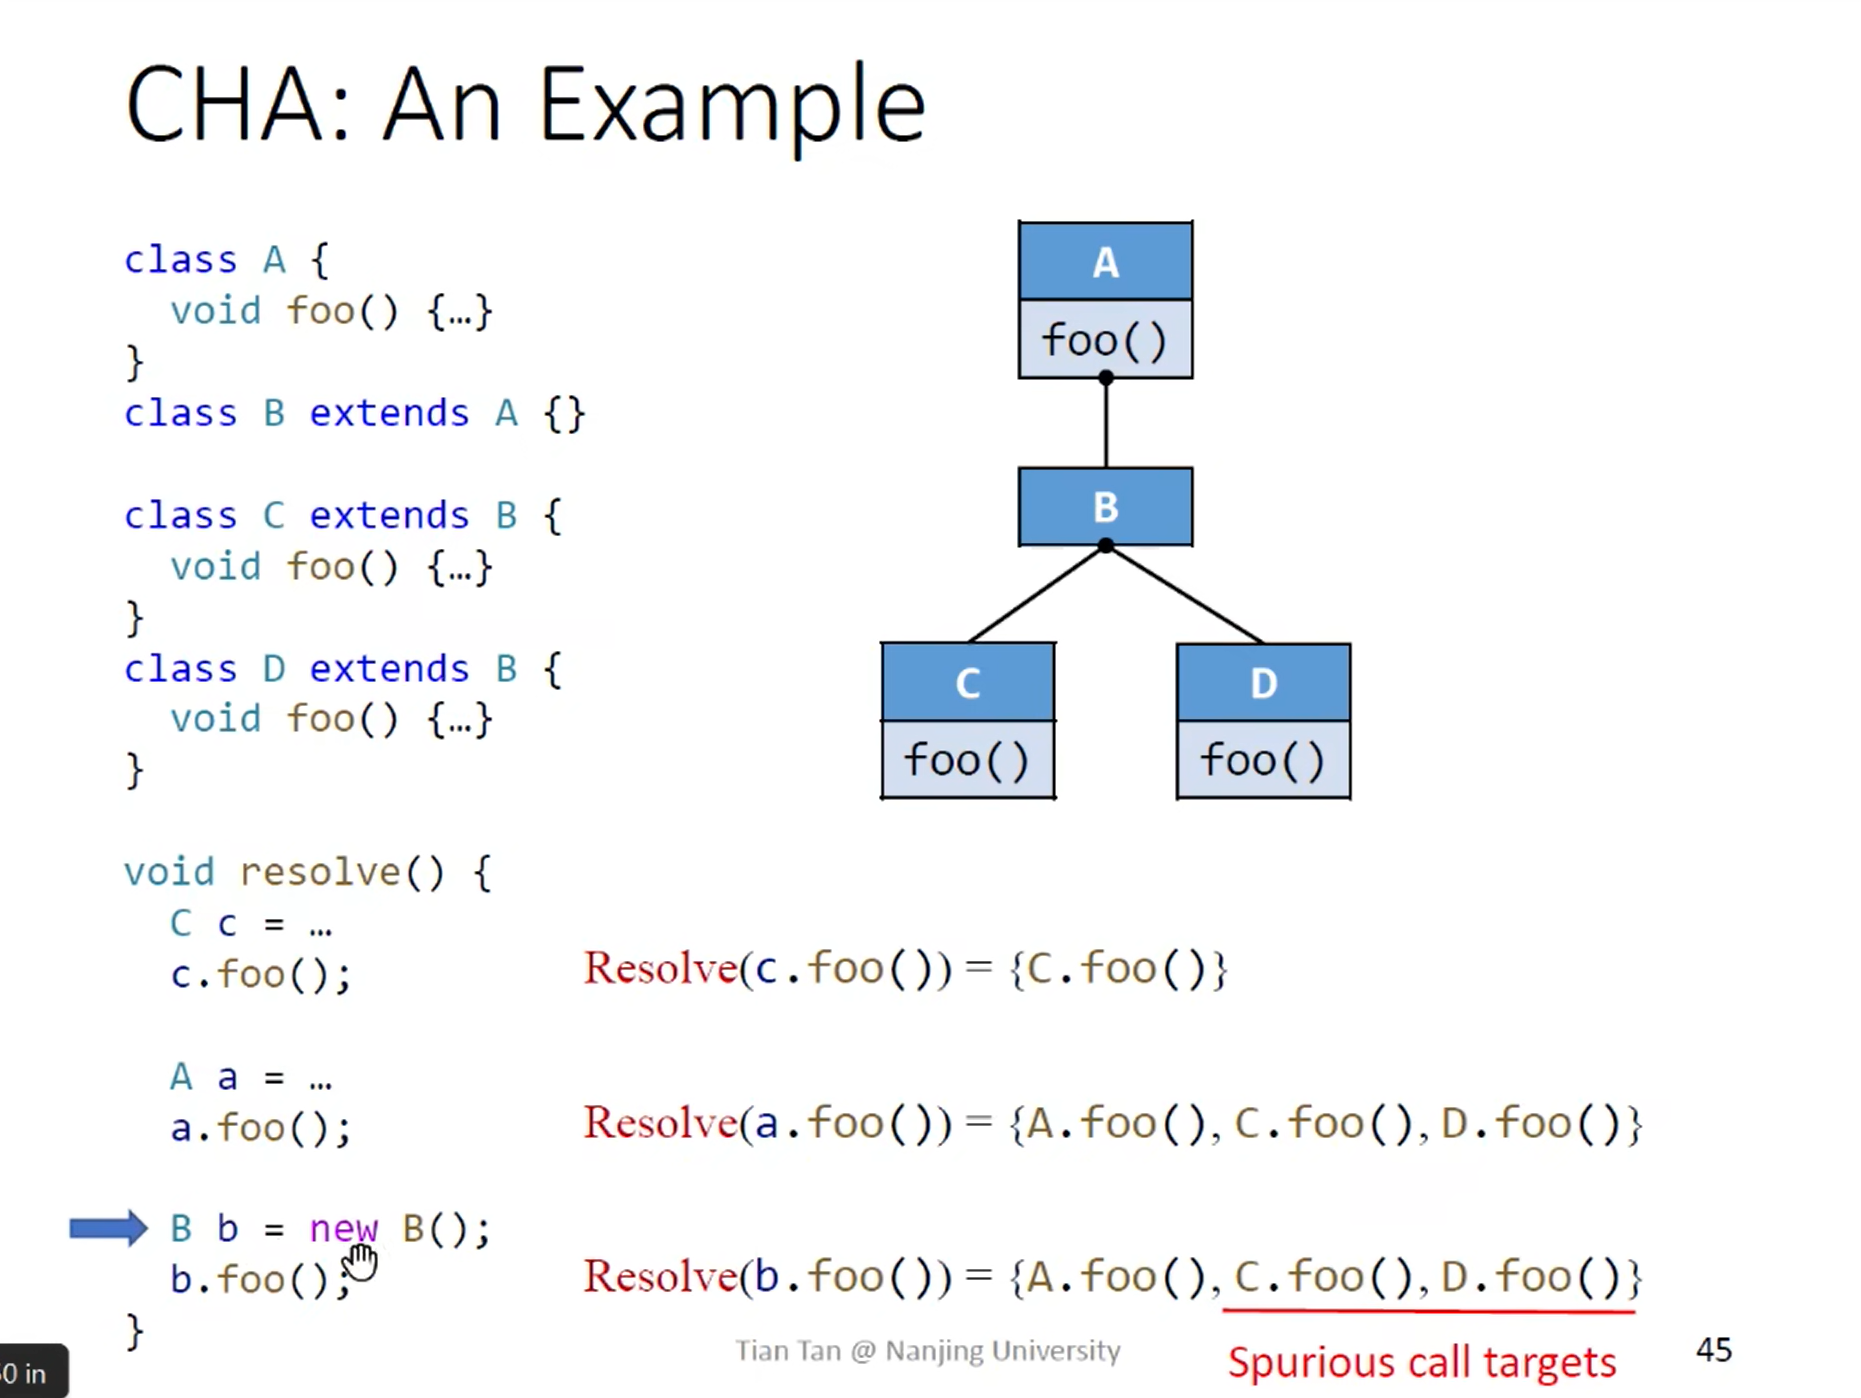 CHA: An Example
class A {
void foo() {…}
}
class B extends A {}
class C extends B {
void foo() {…}
}
class D extends B {
void foo() {…}
}
A
foo()
B
C
foo()
D
foo()
void resolve() {
C c = …
c.foo();
Resolve(c.foo()) = {C.foo()}
A a = …
a.foo();
Resolve(a.foo()) = {A.foo(), C.foo(), D.foo()}
B b = new B();
b.foo();
Resolve(b.foo()) = {A.foo(), C.foo(), D.foo()}
}
Spurious call targets
Tian Tan @ Nanjing University
45
0 in